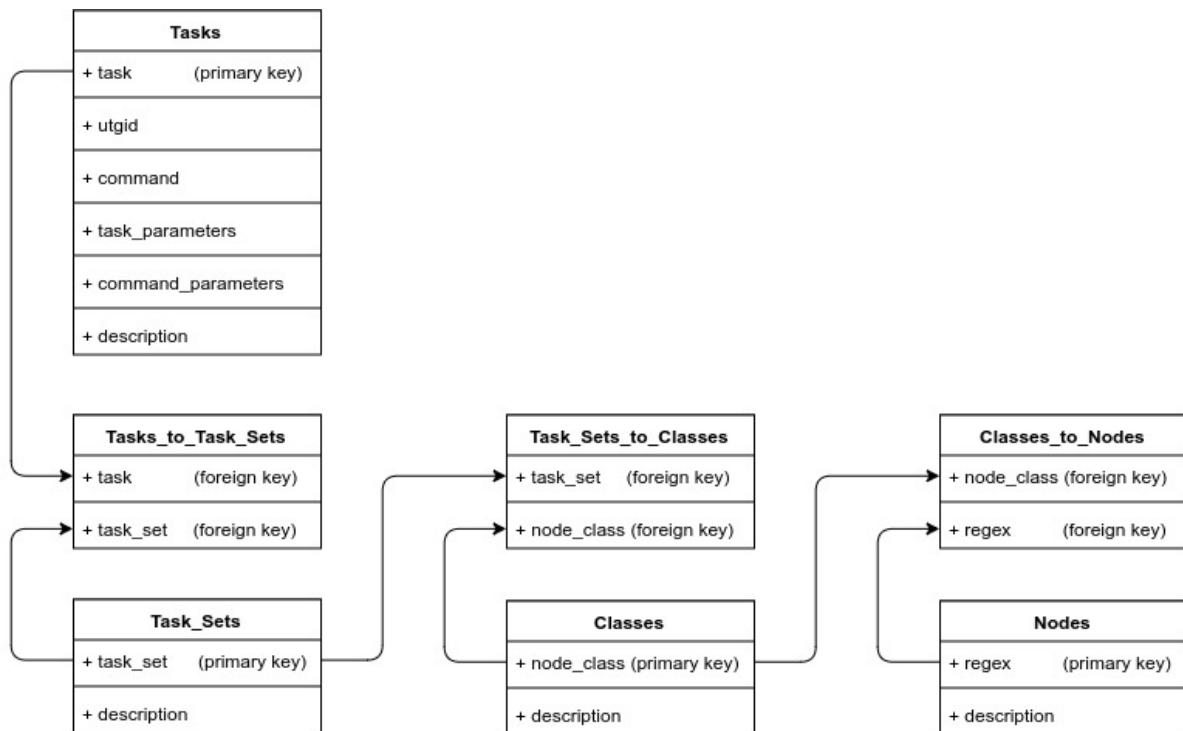 Tasks
+ task (primary key)
+ utgid
+ command
+ task_parameters
+ command_parameters
+ description
Tasks_to_Task_Sets
+ task (foreign key)
+ task_set (foreign key)
Task_Sets_to_Classes
+ task_set (foreign key)
+ node_class (foreign key)
Classes_to_Nodes
+ node_class (foreign key)
+ regex (foreign key)
Task_Sets
+ task_set (primary key)
+ description
Classes
+ node_class (primary key)
+ description
Nodes
+ regex (primary key)
+ description